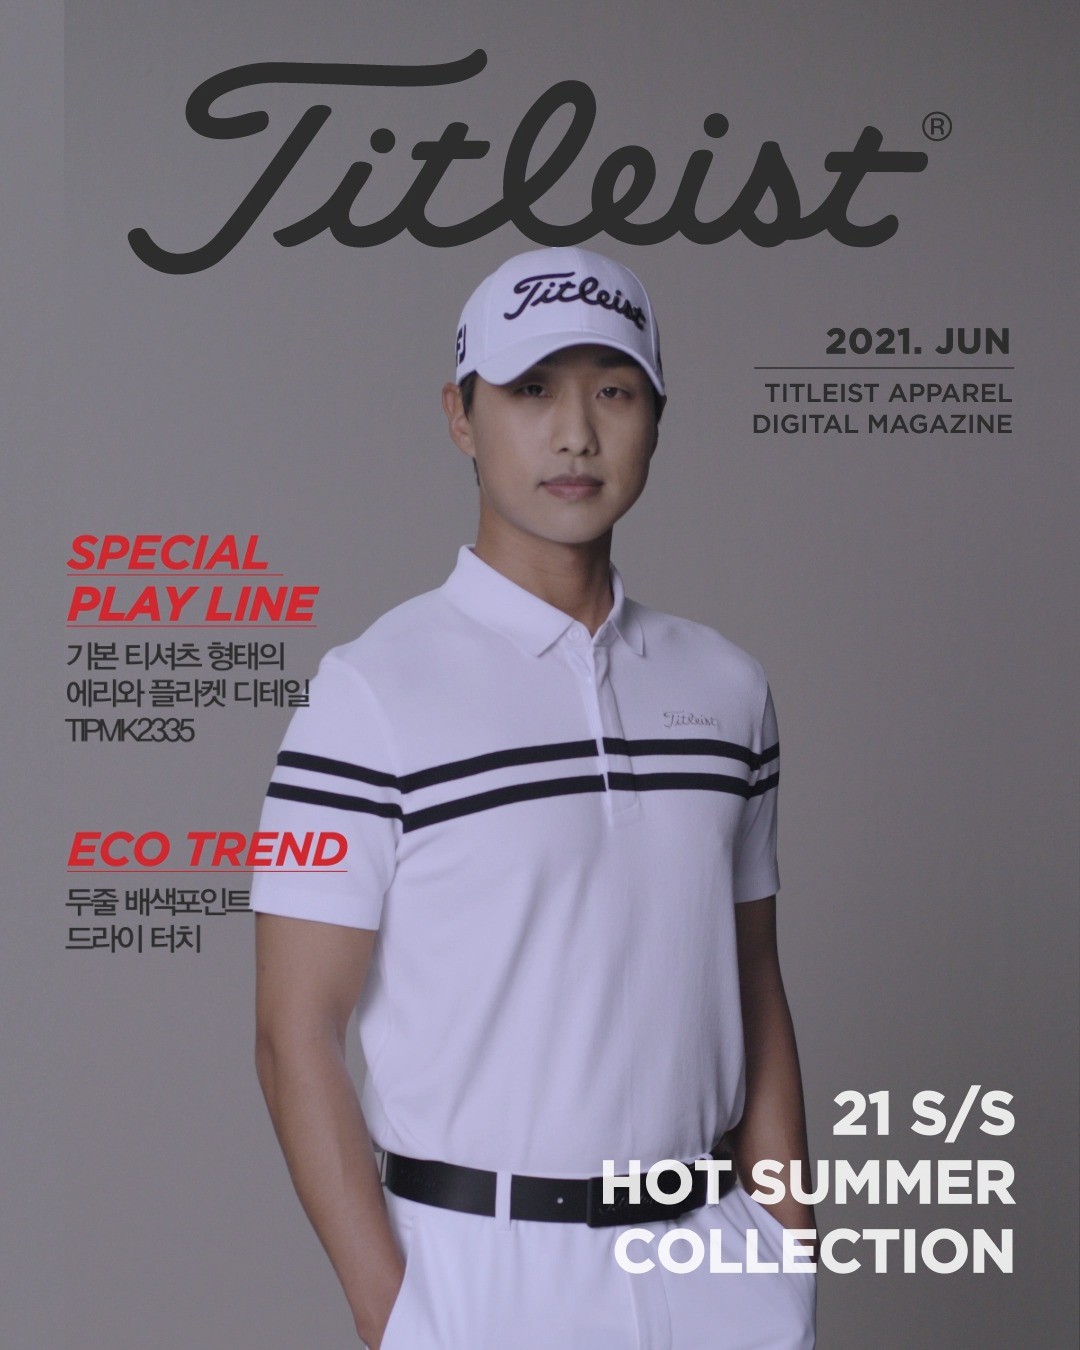 Titleist®
Titleist
FJ
2021. JUN
TITLEIST APPAREL
DIGITAL MAGAZINE
SPECIAL
PLAY LINE
기본 티셔츠 형태의
에리와 플라켓 디테일
TIPMK2335
Titleist
ECO TREND
두줄 배색포인트
드라이 터치
21 S/S
HOT SUMMER
COLLECTION